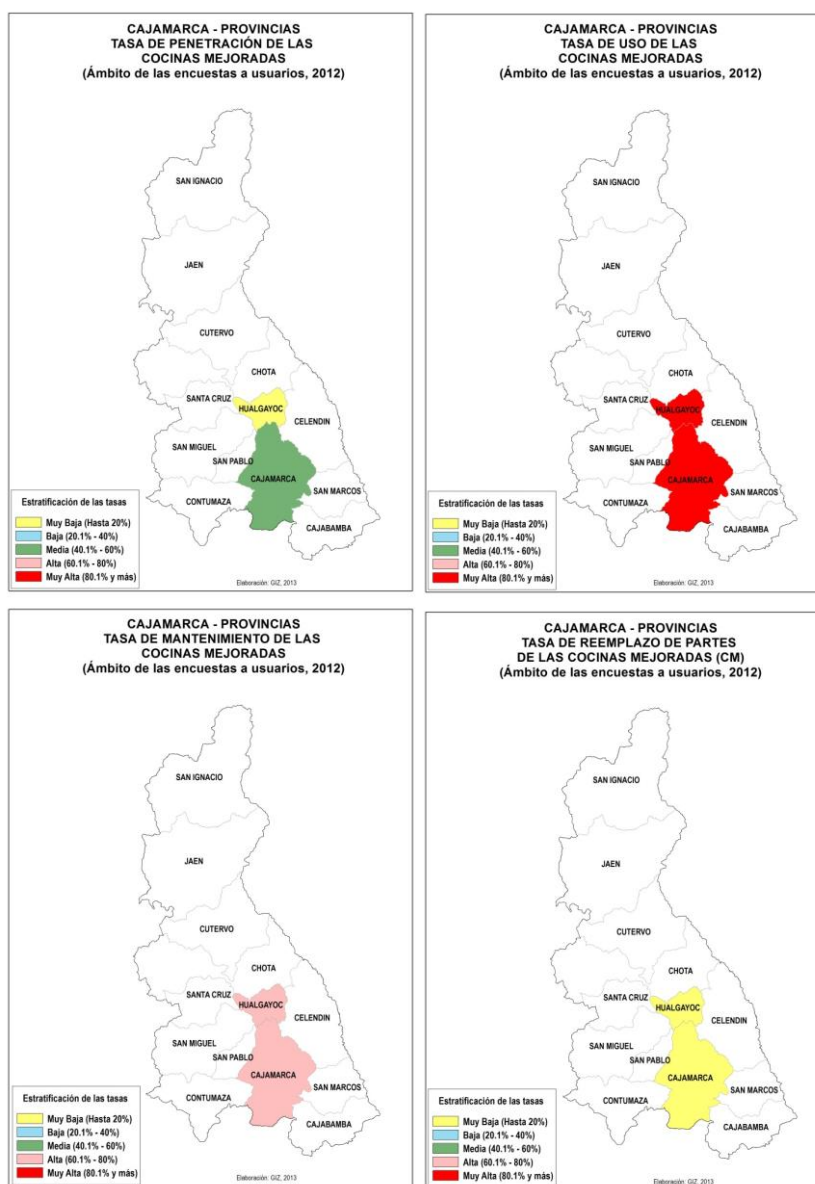 CAJAMARCA - PROVINCIAS
TASA DE PENETRACIÓN DE LAS
COCINAS MEJORADAS
(Ámbito de las encuestas a usuarios, 2012)
SAN IGNACIO
JAEN
CUTERVO
CHOTA
SANTA CRUZ
HUALGAYOC
CELENDIN
SAN MIGUEL
SAN PABLO
CAJAMARCA
SAN MARCOS
CONTUMAZA
CAJABAMBA
Estratificación de las tasas
Muy Baja (Hasta 20%)
Baja (20.1% - 40%)
Media (40.1% - 60%)
Alta (60.1% - 80%)
Muy Alta (80.1% y más)
Elaboración: GIZ, 2013
CAJAMARCA - PROVINCIAS
TASA DE USO DE LAS
COCINAS MEJORADAS
(Ámbito de las encuestas a usuarios, 2012)
SAN IGNACIO
JAEN
CUTERVO
CHOTA
SANTA CRUZ
HUALGAYOC
CELENDIN
SAN MIGUEL
SAN PABLO
CAJAMARCA
SAN MARCOS
CONTUMAZA
CAJABAMBA
Estratificación de las tasas
Muy Baja (Hasta 20%)
Baja (20.1% - 40%)
Media (40.1% - 60%)
Alta (60.1% - 80%)
Muy Alta (80.1% y más)
Elaboración: GIZ, 2013
CAJAMARCA - PROVINCIAS
TASA DE MANTENIMIENTO DE LAS
COCINAS MEJORADAS
(Ámbito de las encuestas a usuarios, 2012)
SAN IGNACIO
JAEN
CUTERVO
CHOTA
SANTA CRUZ
HUALGAYOC
CELENDIN
SAN MIGUEL
SAN PABLO
CAJAMARCA
SAN MARCOS
CONTUMAZA
CAJABAMBA
Estratificación de las tasas
Muy Baja (Hasta 20%)
Baja (20.1% - 40%)
Media (40.1% - 60%)
Alta (60.1% - 80%)
Muy Alta (80.1% y más)
Elaboración: GIZ, 2013
CAJAMARCA - PROVINCIAS
TASA DE REEMPLAZO DE PARTES
DE LAS COCINAS MEJORADAS (CM)
(Ámbito de las encuestas a usuarios, 2012)
SAN IGNACIO
JAEN
CUTERVO
CHOTA
SANTA CRUZ
HUALGAYOC
CELENDIN
SAN MIGUEL
SAN PABLO
CAJAMARCA
SAN MARCOS
CONTUMAZA
CAJABAMBA
Estratificación de las tasas
Muy Baja (Hasta 20%)
Baja (20.1% - 40%)
Media (40.1% - 60%)
Alta (60.1% - 80%)
Muy Alta (80.1% y más)
Elaboración: GIZ, 2013